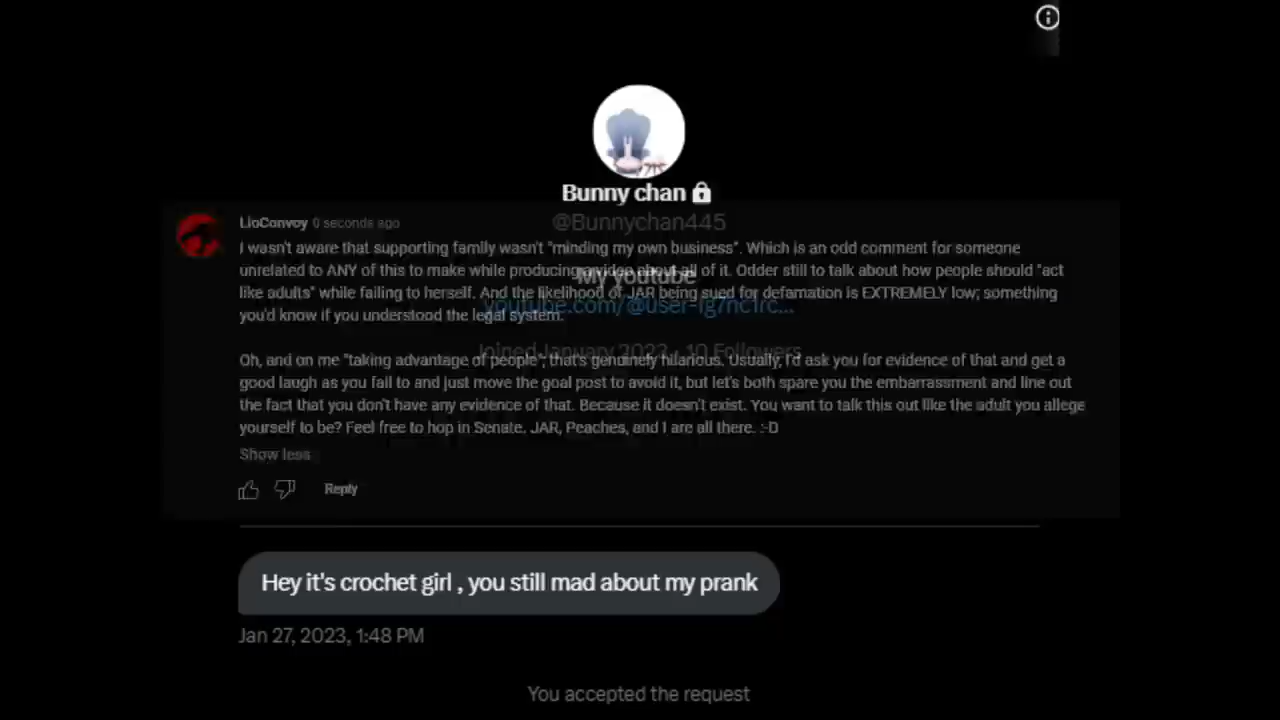 Bunny chan
@Bunnychan445
LioConvoy 0 seconds ago
I wasn't aware that supporting family wasn't "minding my own business". Which is an odd comment for someone
unrelated to ANY of this to make while producing a video about all of it. Odder still to talk about how people should "act
My youtube
like adults" while failing to herself. And the likelihood of JAR being sued for defamation is EXTREMELY low; something
youtube.com/@user-lg7nc1rc...
you'd know if you understood the legal system.
Joined January 2023 · 10 Followers
Oh, and on me "taking advantage of people"; that's genuinely hilarious. Usually, I'd ask you for evidence of that and get a
good laugh as you fail to and just move the goal post to avoid it, but let's both spare you the embarrassment and line out
the fact that you don't have any evidence of that. Because it doesn't exist. You want to talk this out like the adult you allege
yourself to be? Feel free to hop in Senate. JAR, Peaches, and I are all there. :-D
Show less
Reply
Hey it's crochet girl , you still mad about my prank
Jan 27, 2023, 1:48 PM
You accepted the request